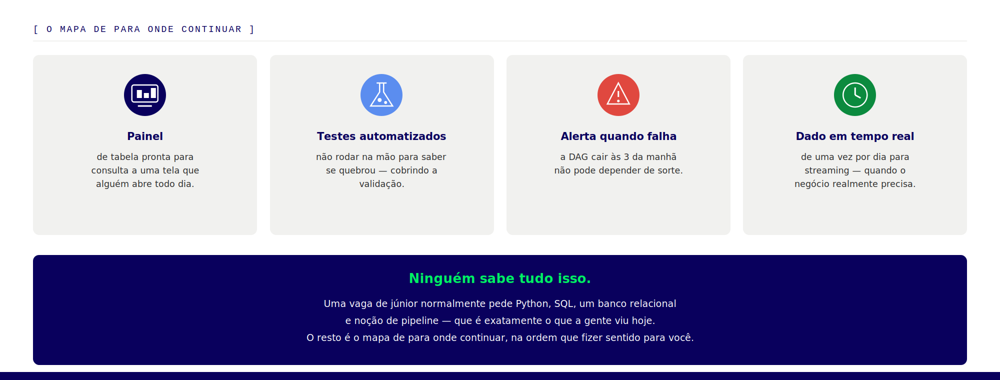 [ O MAPA DE PARA ONDE CONTINUAR ]
Painel
de tabela pronta para
consulta a uma tela que
alguém abre todo dia.
Testes automatizados
não rodar na mão para saber
se quebrou — cobrindo a
validação.
Alerta quando falha
a DAG cair às 3 da manhã
não pode depender de sorte.
Dado em tempo real
de uma vez por dia para
streaming — quando o
negócio realmente precisa.
Ninguém sabe tudo isso.
Uma vaga de júnior normalmente pede Python, SQL, um banco relacional
e noção de pipeline — que é exatamente o que a gente viu hoje.
O resto é o mapa de para onde continuar, na ordem que fizer sentido para você.